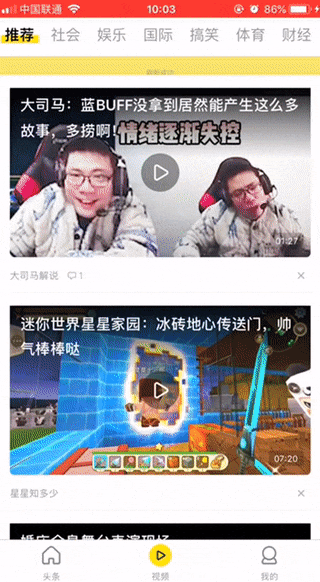 中国联通
10:03
86%
推荐 社会 娱乐 国际 搞笑 体育 财经
大司马：蓝BUFF没拿到居然能产生这么多
故事，多捞啊！
情绪逐渐失控
01:27
大司马解说 1 ×
迷你世界星星家园：冰砖地心传送门，帅
气棒棒哒
07:20
星星知多少 ×
头条 视频 我的